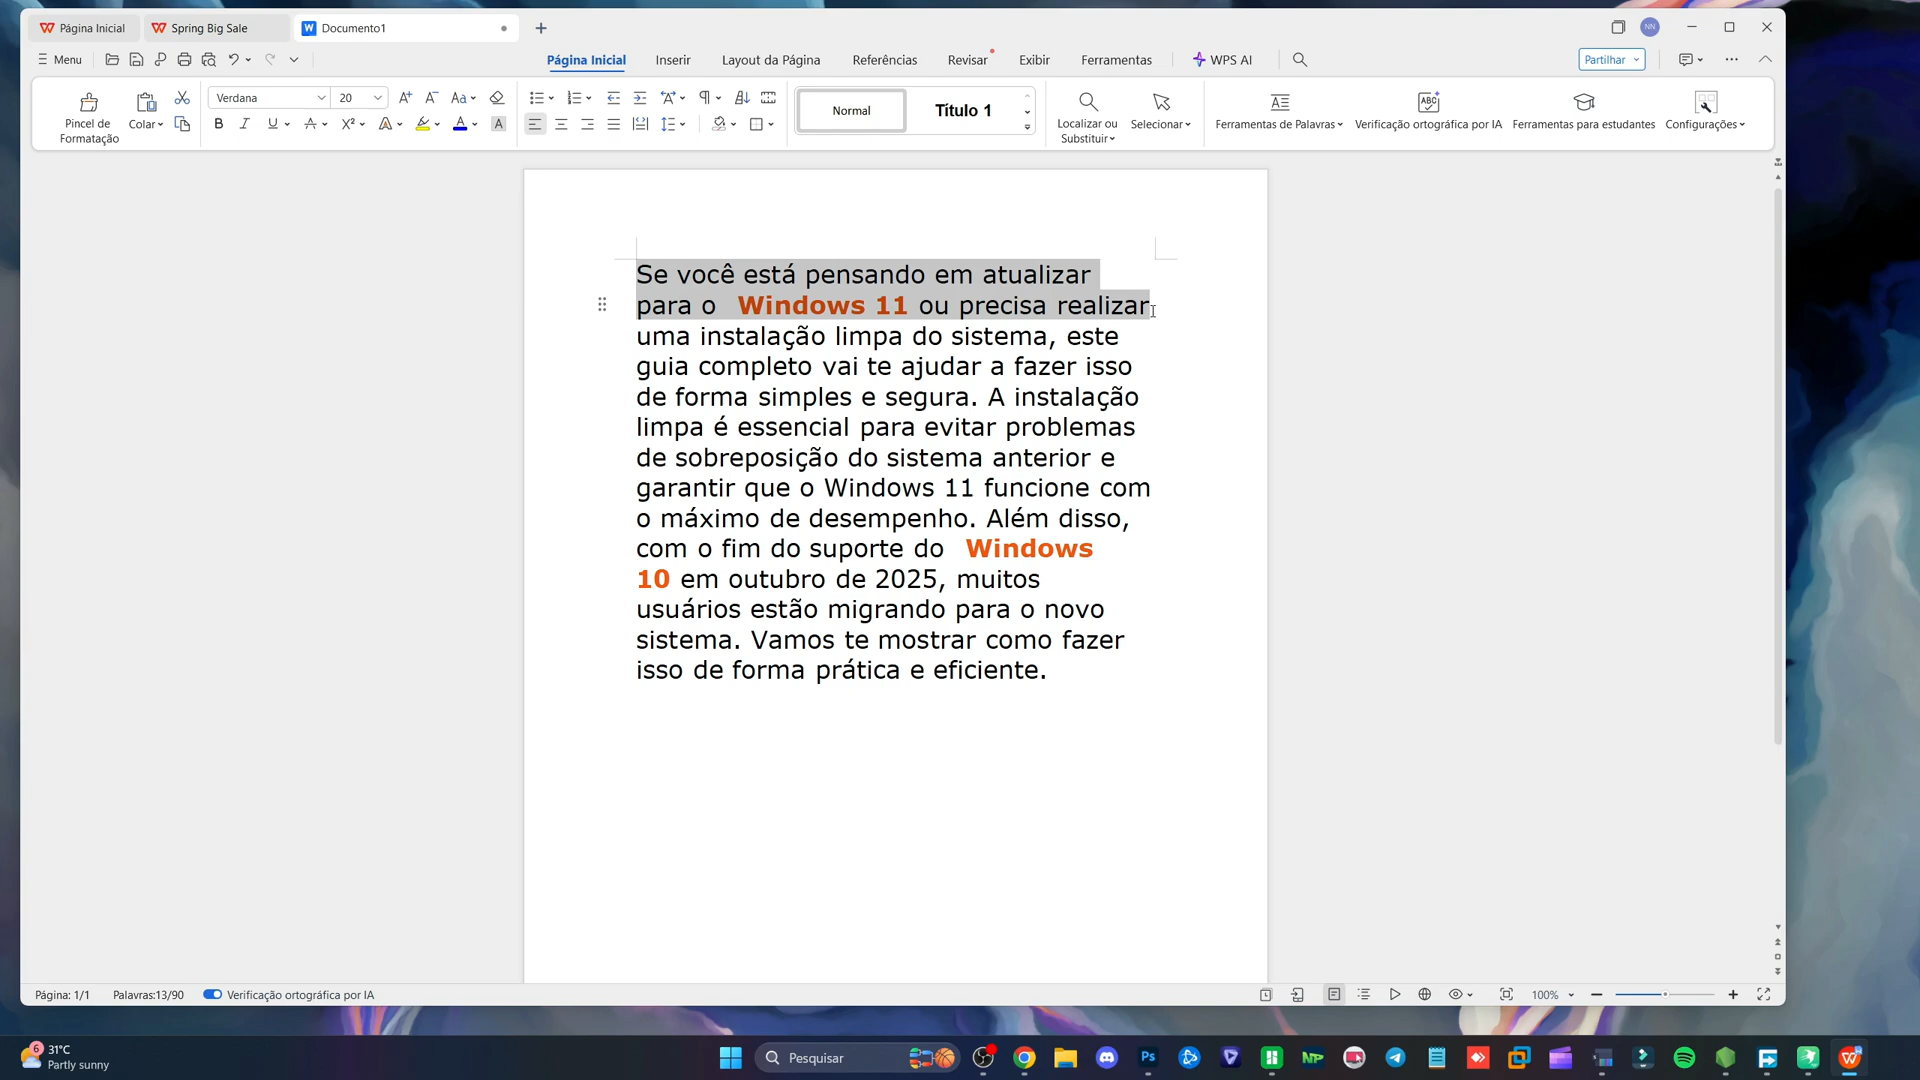 Página Inicial
Spring Big Sale
Documento1
NN
Menu
Página Inicial
Inserir
Layout da Página
Referências
Revisar
Exibir
Ferramentas
WPS AI
Partilhar
Pincel de
Formatação
Colar
Verdana
20
Normal
Título 1
Localizar ou
Substituir
Selecionar
Ferramentas de Palavras
Verificação ortográfica por IA
Ferramentas para estudantes
Configurações
Se você está pensando em atualizar
para o Windows 11 ou precisa realizar
uma instalação limpa do sistema, este
guia completo vai te ajudar a fazer isso
de forma simples e segura. A instalação
limpa é essencial para evitar problemas
de sobreposição do sistema anterior e
garantir que o Windows 11 funcione com
o máximo de desempenho. Além disso,
com o fim do suporte do Windows
10 em outubro de 2025, muitos
usuários estão migrando para o novo
sistema. Vamos te mostrar como fazer
isso de forma prática e eficiente.
Página: 1/1
Palavras:13/90
Verificação ortográfica por IA
100%
6
31°C
Partly sunny
Pesquisar
Ps
NP